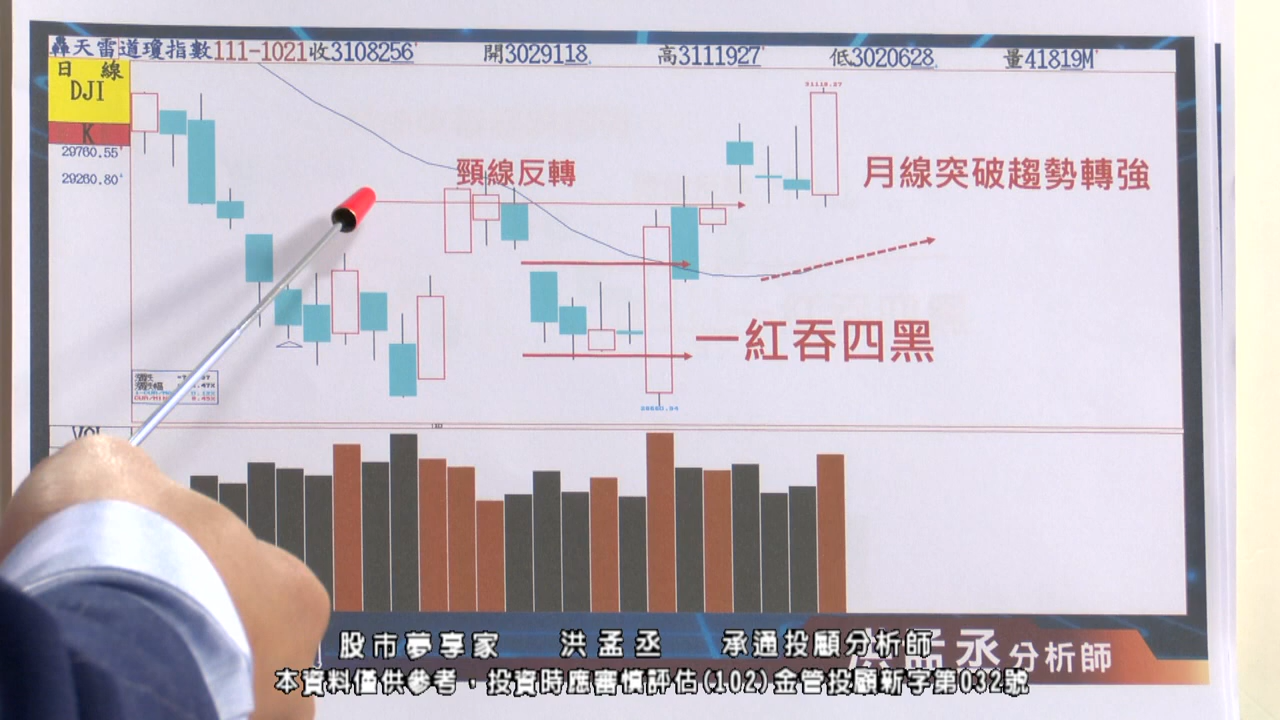 轟天雷道瓊指數111-1021收3108256 開3029118 高3111927 低3020628 量41819M
日線
DJI
K
29760.55
29260.80
31119.27
頸線反轉
月線突破趨勢轉強
一紅吞四黑
VOL
股市夢享家 洪孟丞 承通投顧分析師
洪孟丞分析師
本資料僅供參考，投資時應審慎評估(102)金管投顧新字第032號